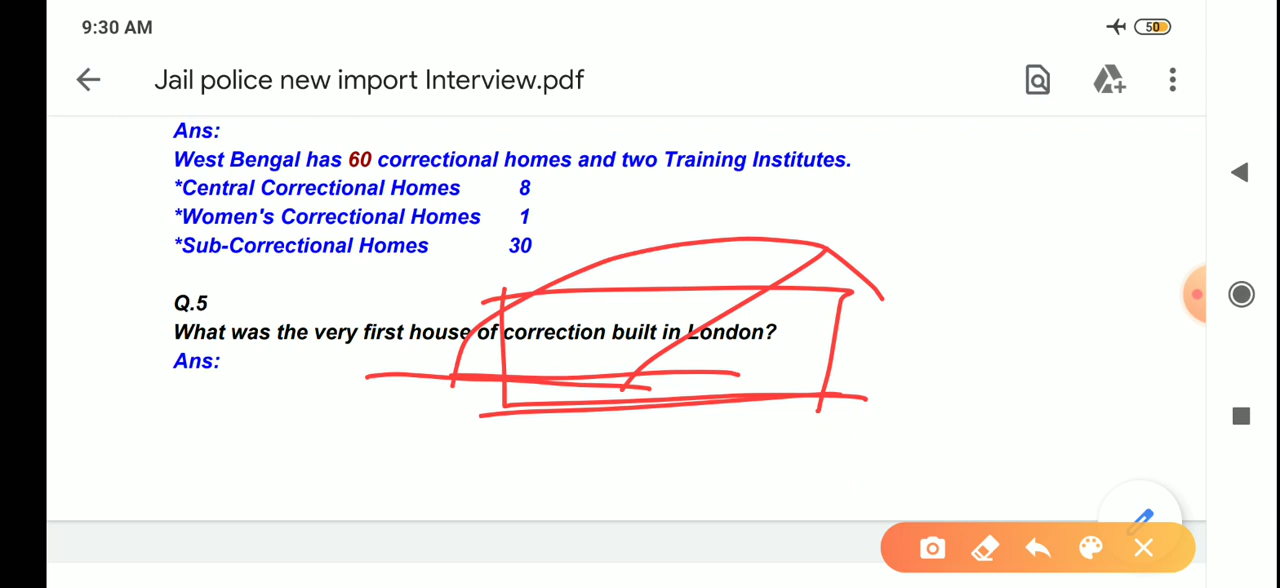 9:30 AM
50
Jail police new import Interview.pdf
Ans:
West Bengal has 60 correctional homes and two Training Institutes.
*Central Correctional Homes 8
*Women's Correctional Homes 1
*Sub-Correctional Homes 30
Q.5
What was the very first house of correction built in London?
Ans: